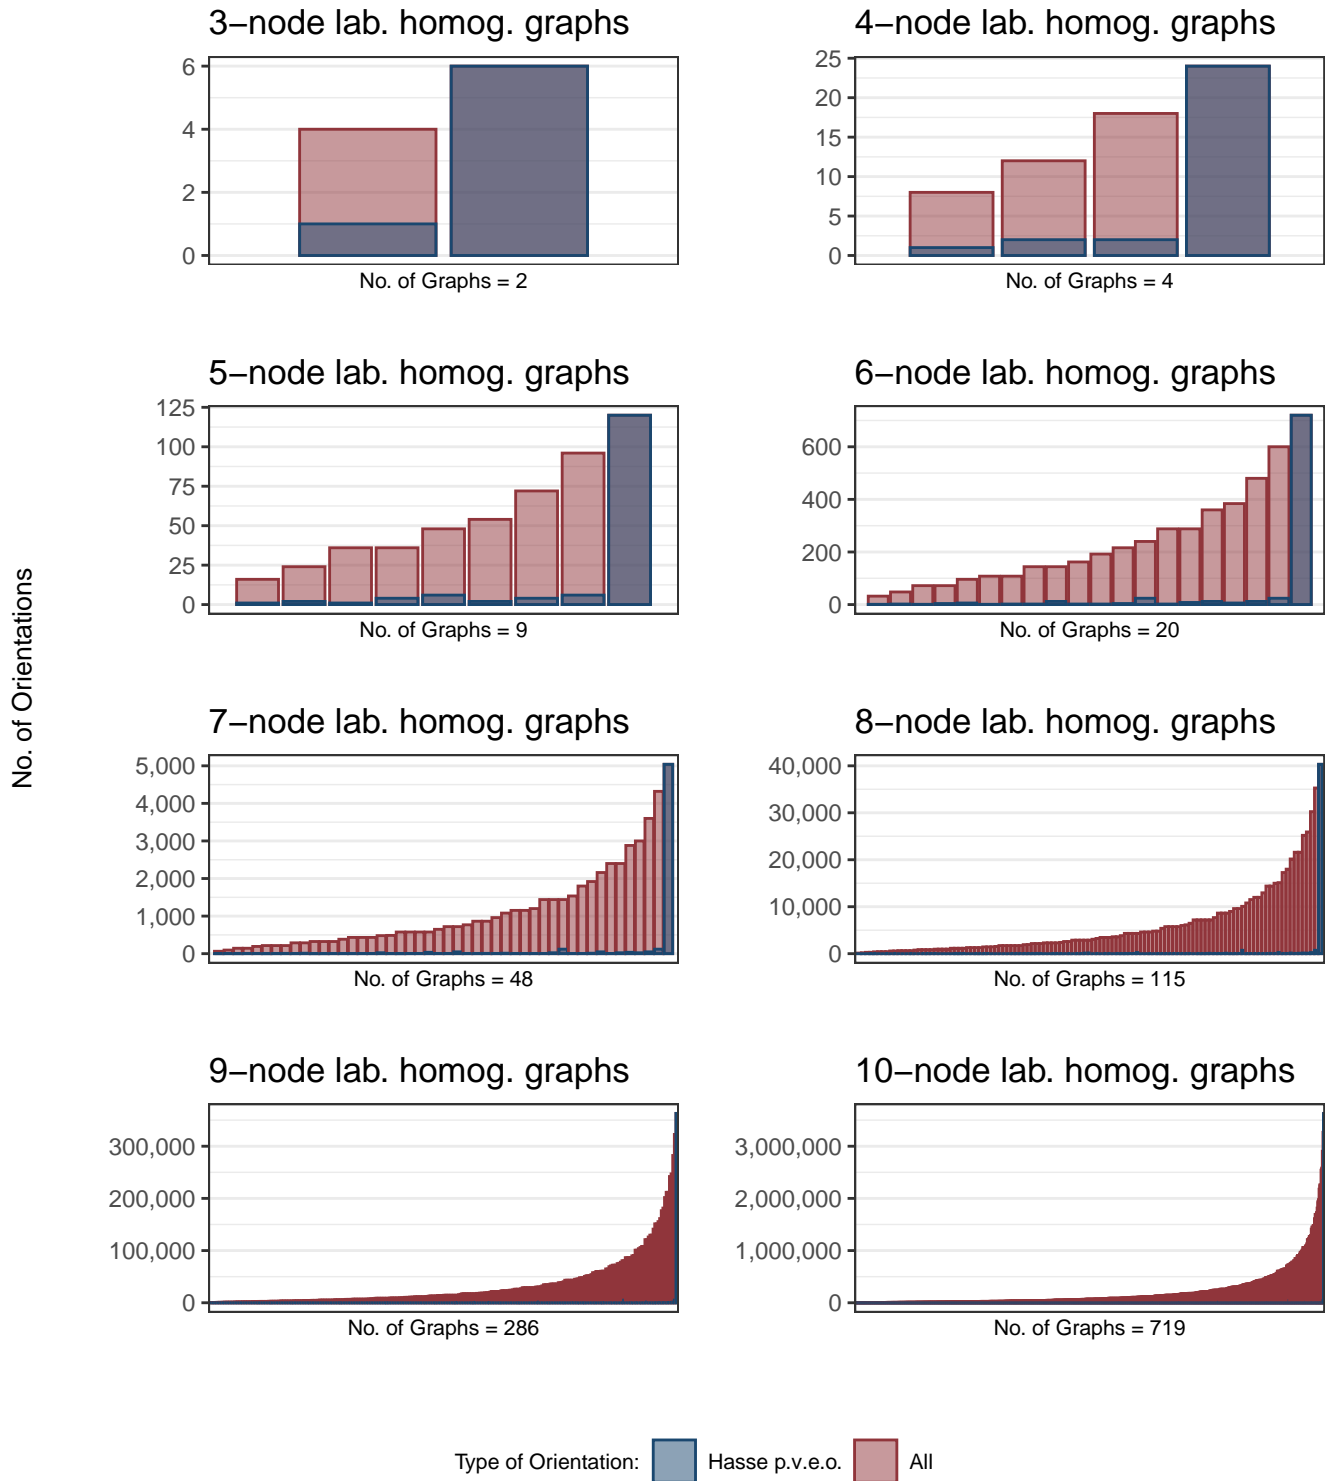 3−node lab. homog. graphs
6
4
2
0
No. of Graphs = 2
4−node lab. homog. graphs
25
20
15
10
5
0
No. of Graphs = 4
5−node lab. homog. graphs
125
100
75
50
25
0
No. of Graphs = 9
6−node lab. homog. graphs
600
400
200
0
No. of Graphs = 20
No. of Orientations
7−node lab. homog. graphs
5,000
4,000
3,000
2,000
1,000
0
No. of Graphs = 48
8−node lab. homog. graphs
40,000
30,000
20,000
10,000
0
No. of Graphs = 115
9−node lab. homog. graphs
300,000
200,000
100,000
0
No. of Graphs = 286
10−node lab. homog. graphs
3,000,000
2,000,000
1,000,000
0
No. of Graphs = 719
Type of Orientation: Hasse p.v.e.o. All